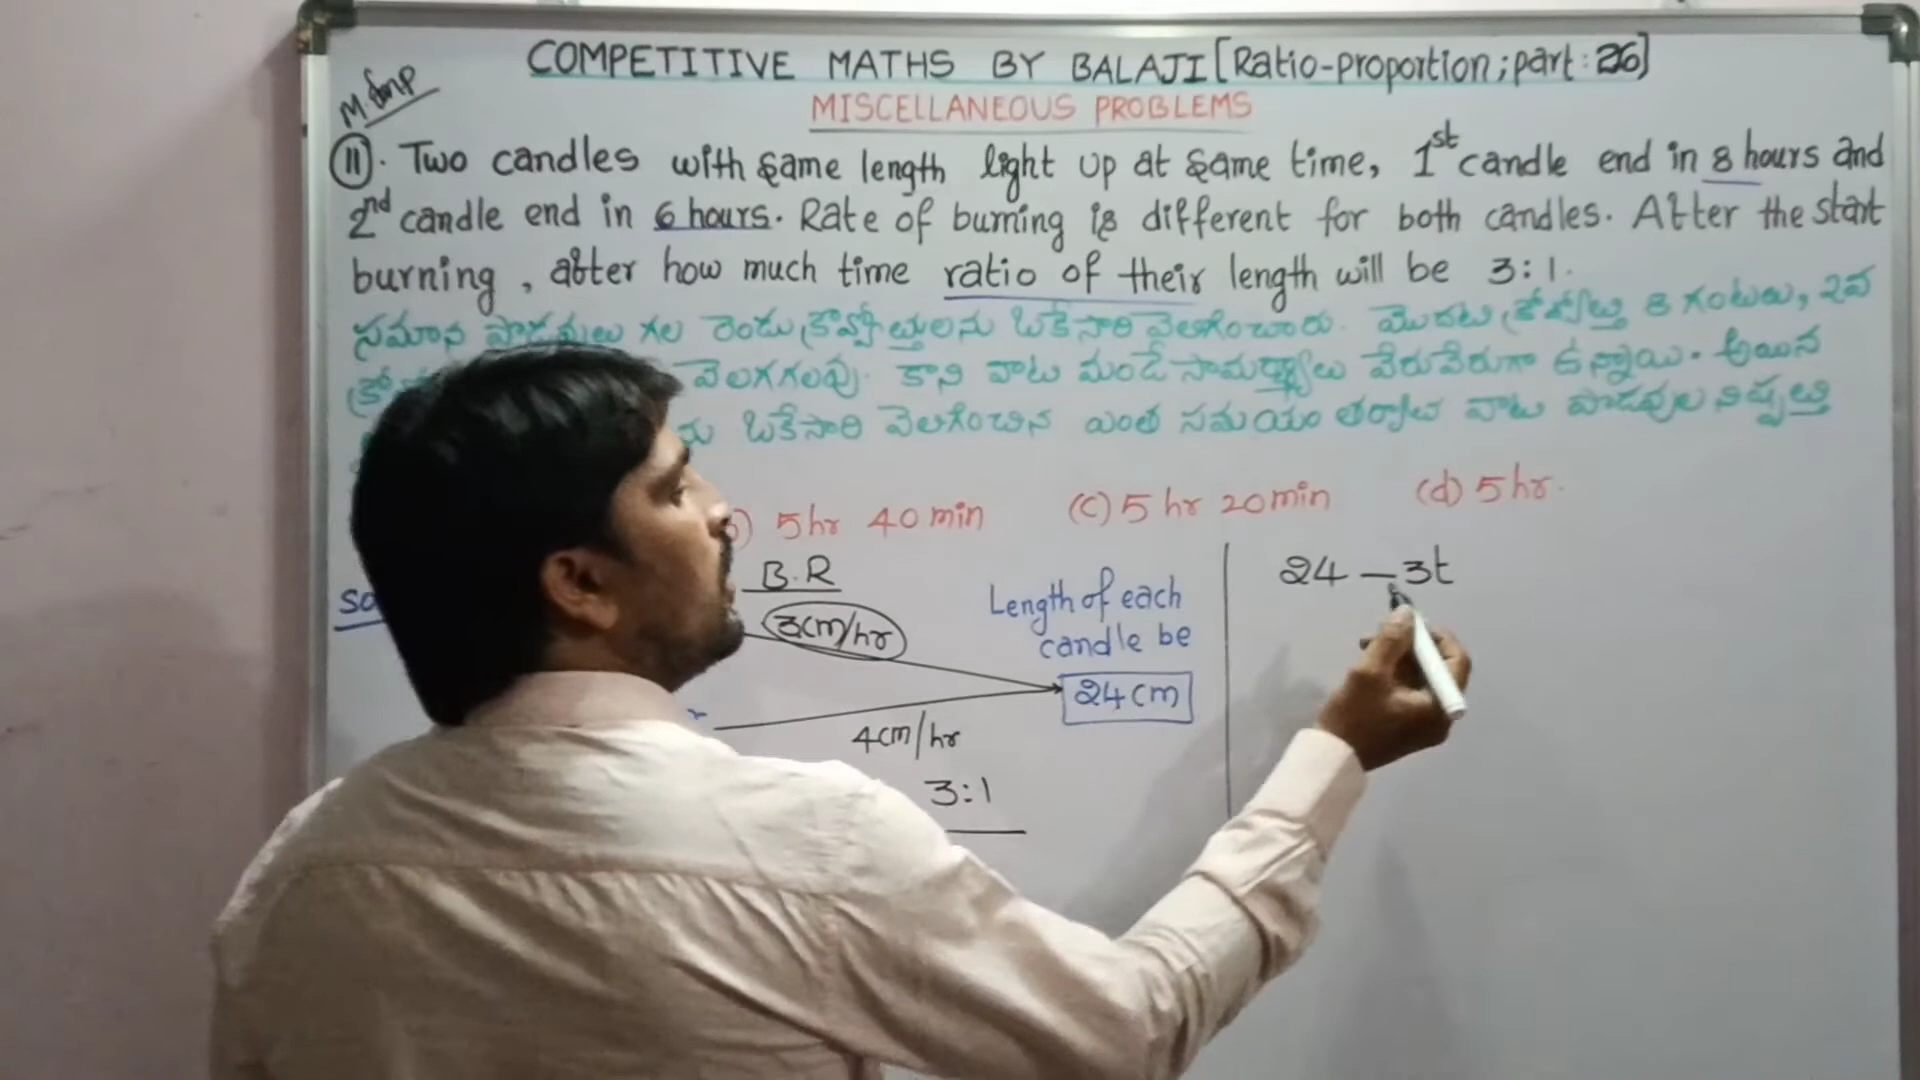 COMPETITIVE MATHS BY BALAJI [Ratio-proportion; part: 26]
M. Imp
MISCELLANEOUS PROBLEMS
11. Two candles with same length light up at same time, 1st candle end in 8 hours and
2nd candle end in 6 hours. Rate of burning is different for both candles. After the start
burning, after how much time ratio of their length will be 3:1.
సమాన పొడవులు గల రెండు క్రొవ్వొత్తులను ఒకేసారి వెలిగించారు. మొదటి క్రొవ్వొత్తి 8 గంటలు, 2వ
వెలగగలవు. కాని వాటి మండే సామర్థ్యాలు వేరువేరుగా ఉన్నాయి. అయిన
ఒకేసారి వెలిగించిన ఎంత సమయం తర్వాత వాటి పొడవుల నిష్పత్తి
) 5 hr 40 min (c) 5 hr 20 min (d) 5 hr.
B.R
3cm/hr
Length of each
candle be
24 cm
4cm/hr
3:1
24 - 3t